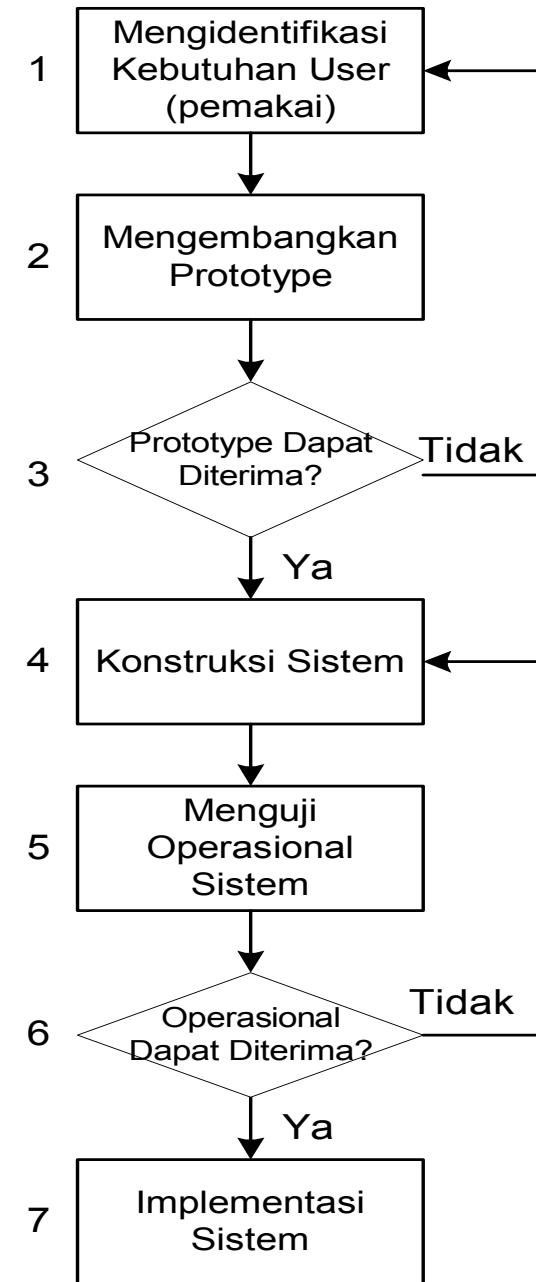 1
Mengidentifikasi
Kebutuhan User
(pemakai)
2
Mengembangkan
Prototype
3
Prototype Dapat
Diterima?
Tidak
Ya
4
Konstruksi Sistem
5
Menguji
Operasional
Sistem
6
Operasional
Dapat Diterima?
Tidak
Ya
7
Implementasi
Sistem